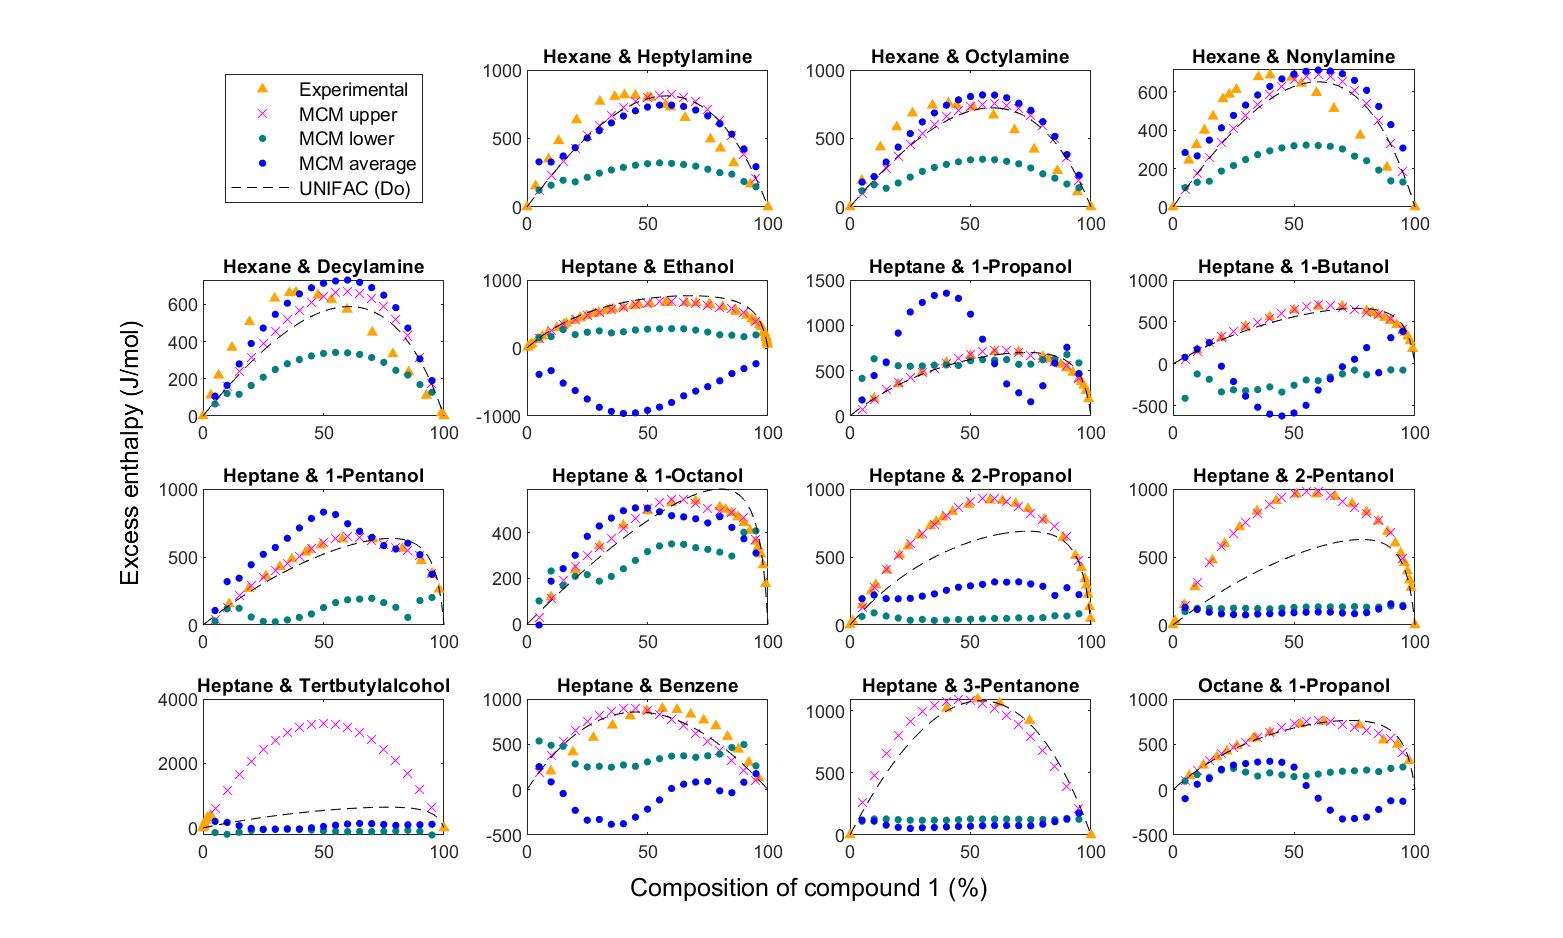 Experimental
MCM upper
MCM lower
MCM average
UNIFAC (Do)
Hexane & Heptylamine
1000
500
0
0 50 100
Hexane & Octylamine
1000
500
0
0 50 100
Hexane & Nonylamine
600
400
200
0
0 50 100
Hexane & Decylamine
600
400
200
0
0 50 100
Heptane & Ethanol
1000
0
-1000
0 50 100
Heptane & 1-Propanol
1500
1000
500
0
0 50 100
Heptane & 1-Butanol
1000
500
0
-500
0 50 100
Heptane & 1-Pentanol
1000
500
0
0 50 100
Heptane & 1-Octanol
400
200
0
0 50 100
Heptane & 2-Propanol
1000
500
0
0 50 100
Heptane & 2-Pentanol
1000
500
0
0 50 100
Heptane & Tertbutylalcohol
4000
2000
0
0 50 100
Heptane & Benzene
1000
500
0
-500
0 50 100
Heptane & 3-Pentanone
1000
500
0
0 50 100
Octane & 1-Propanol
1000
500
0
-500
0 50 100
Excess enthalpy (J/mol)
Composition of compound 1 (%)